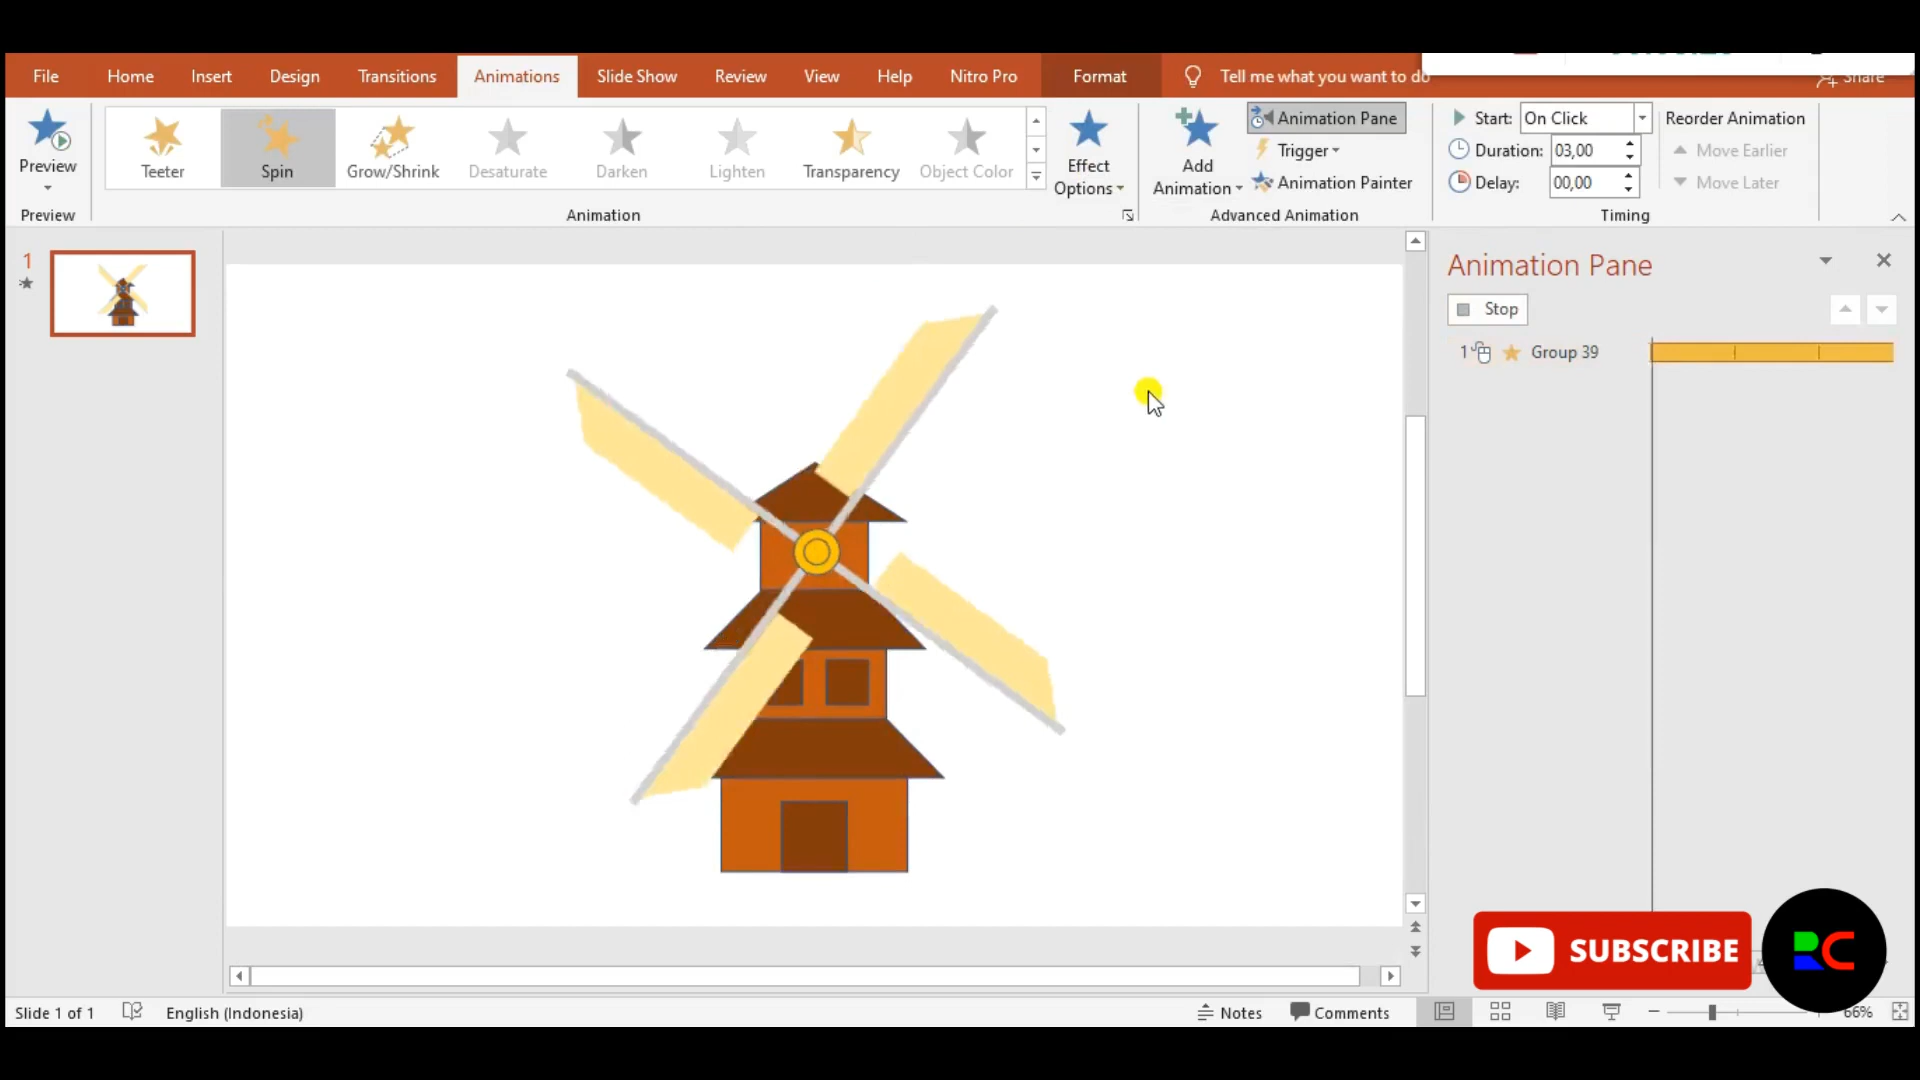 File Home Insert Design Transitions Animations Slide Show Review View Help Nitro Pro Format Tell me what you want to do Share
Preview
Teeter Spin Grow/Shrink Desaturate Darken Lighten Transparency Object Color
Effect Options
Add Animation
Animation Pane
Trigger
Animation Painter
Start: On Click
Duration: 03,00
Delay: 00,00
Reorder Animation
Move Earlier
Move Later
Preview Animation Advanced Animation Timing
1
Animation Pane
Stop
1 Group 39
SUBSCRIBE RC
Slide 1 of 1 English (Indonesia) Notes Comments 66%